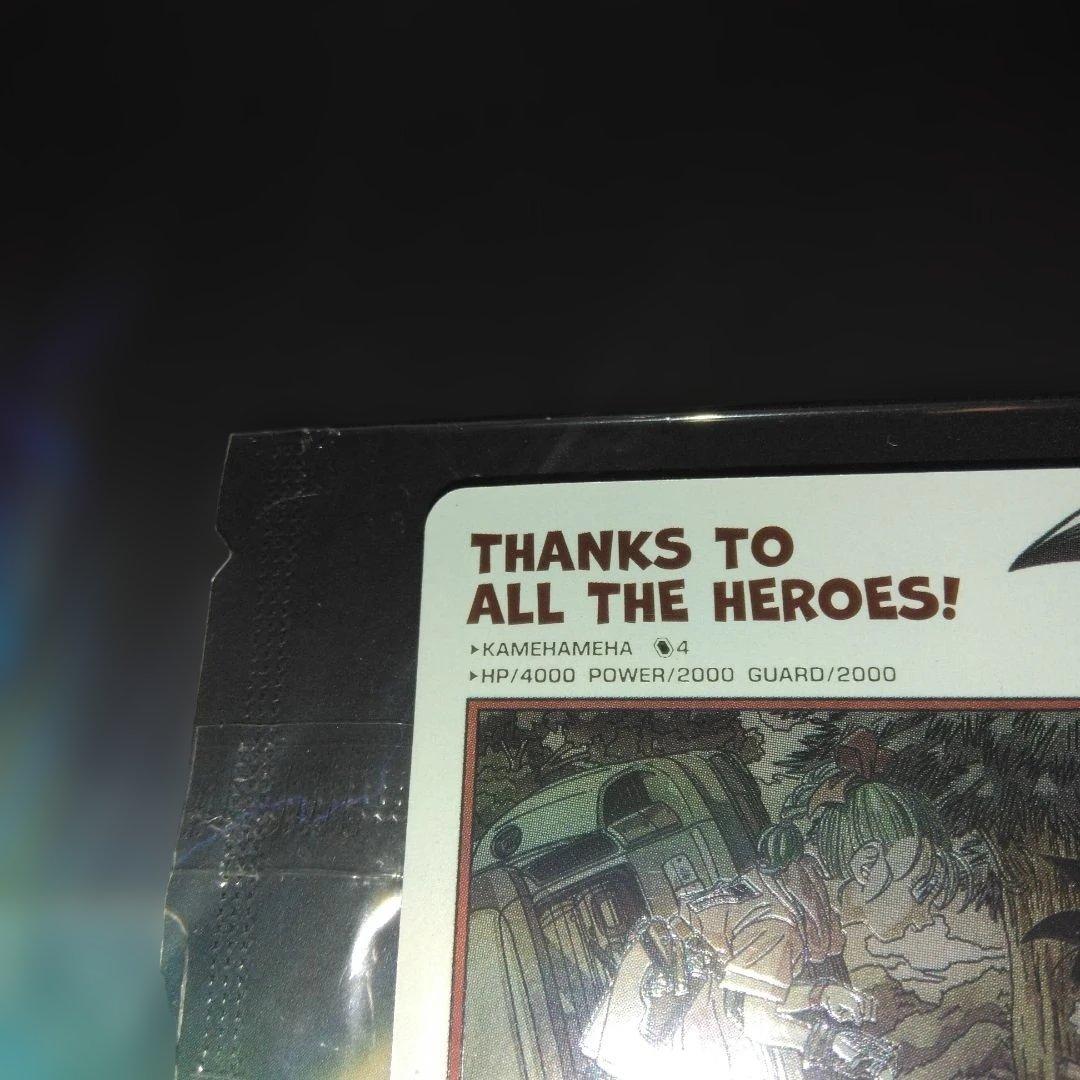 THANKS TO
ALL THE HEROES!
▸KAMEHAMEHA 4
▸HP/4000 POWER/2000 GUARD/2000